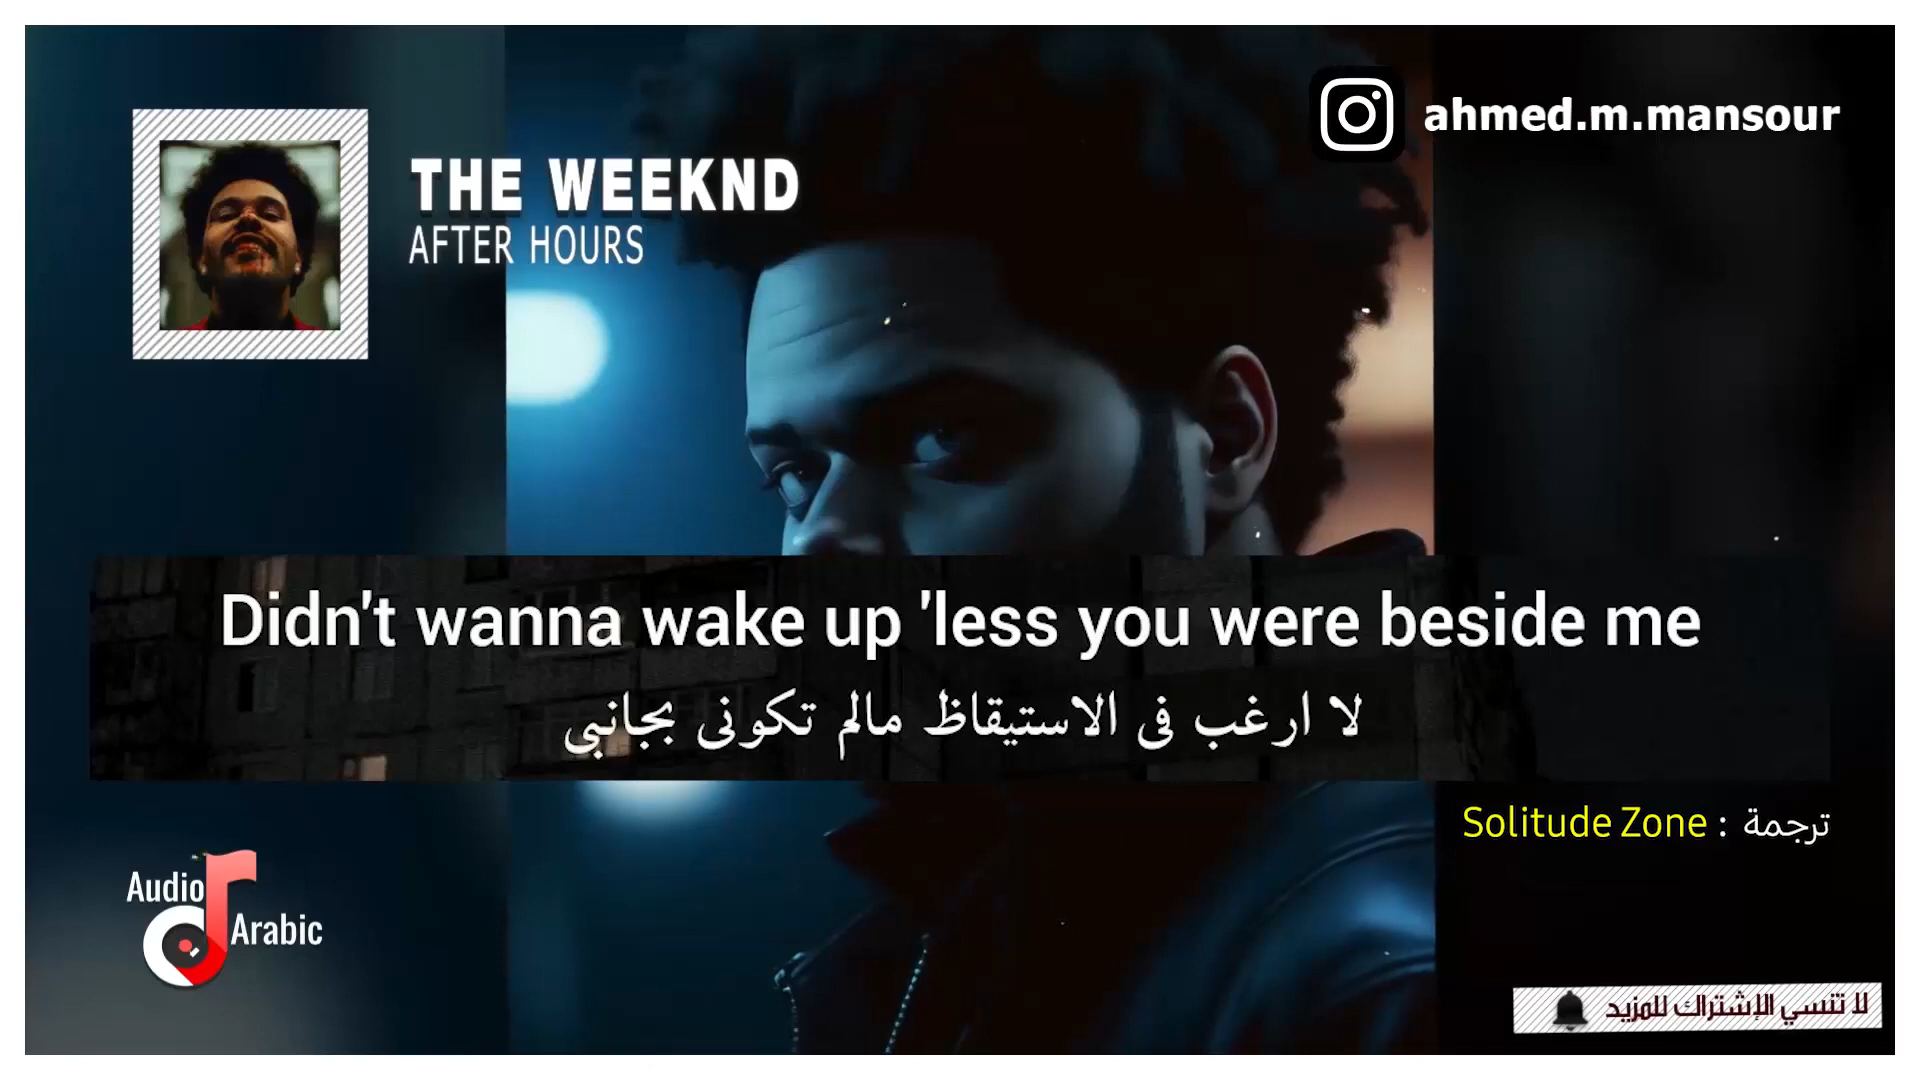 ahmed.m.mansour
THE WEEKND
AFTER HOURS
Didn't wanna wake up 'less you were beside me
لا ارغب فى الاستيقاظ مالم تكونى بجانبى
ترجمة : Solitude Zone
Audio
Arabic
لا تنسي الإشتراك للمزيد